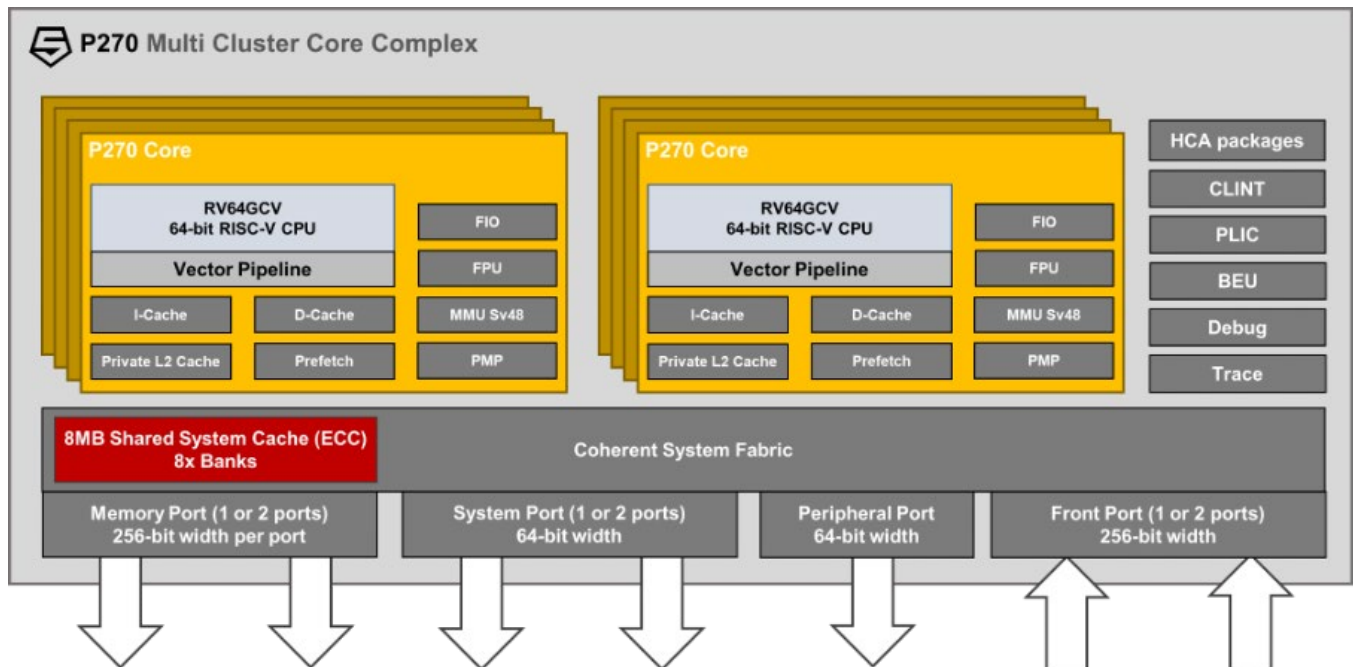 P270 Multi Cluster Core Complex
P270 Core
RV64GCV
64-bit RISC-V CPU
Vector Pipeline
I-Cache
D-Cache
Private L2 Cache
Prefetch
FIO
FPU
MMU Sv48
PMP
P270 Core
RV64GCV
64-bit RISC-V CPU
Vector Pipeline
I-Cache
D-Cache
Private L2 Cache
Prefetch
FIO
FPU
MMU Sv48
PMP
HCA packages
CLINT
PLIC
BEU
Debug
Trace
8MB Shared System Cache (ECC)
8x Banks
Coherent System Fabric
Memory Port (1 or 2 ports)
256-bit width per port
System Port (1 or 2 ports)
64-bit width
Peripheral Port
64-bit width
Front Port (1 or 2 ports)
256-bit width